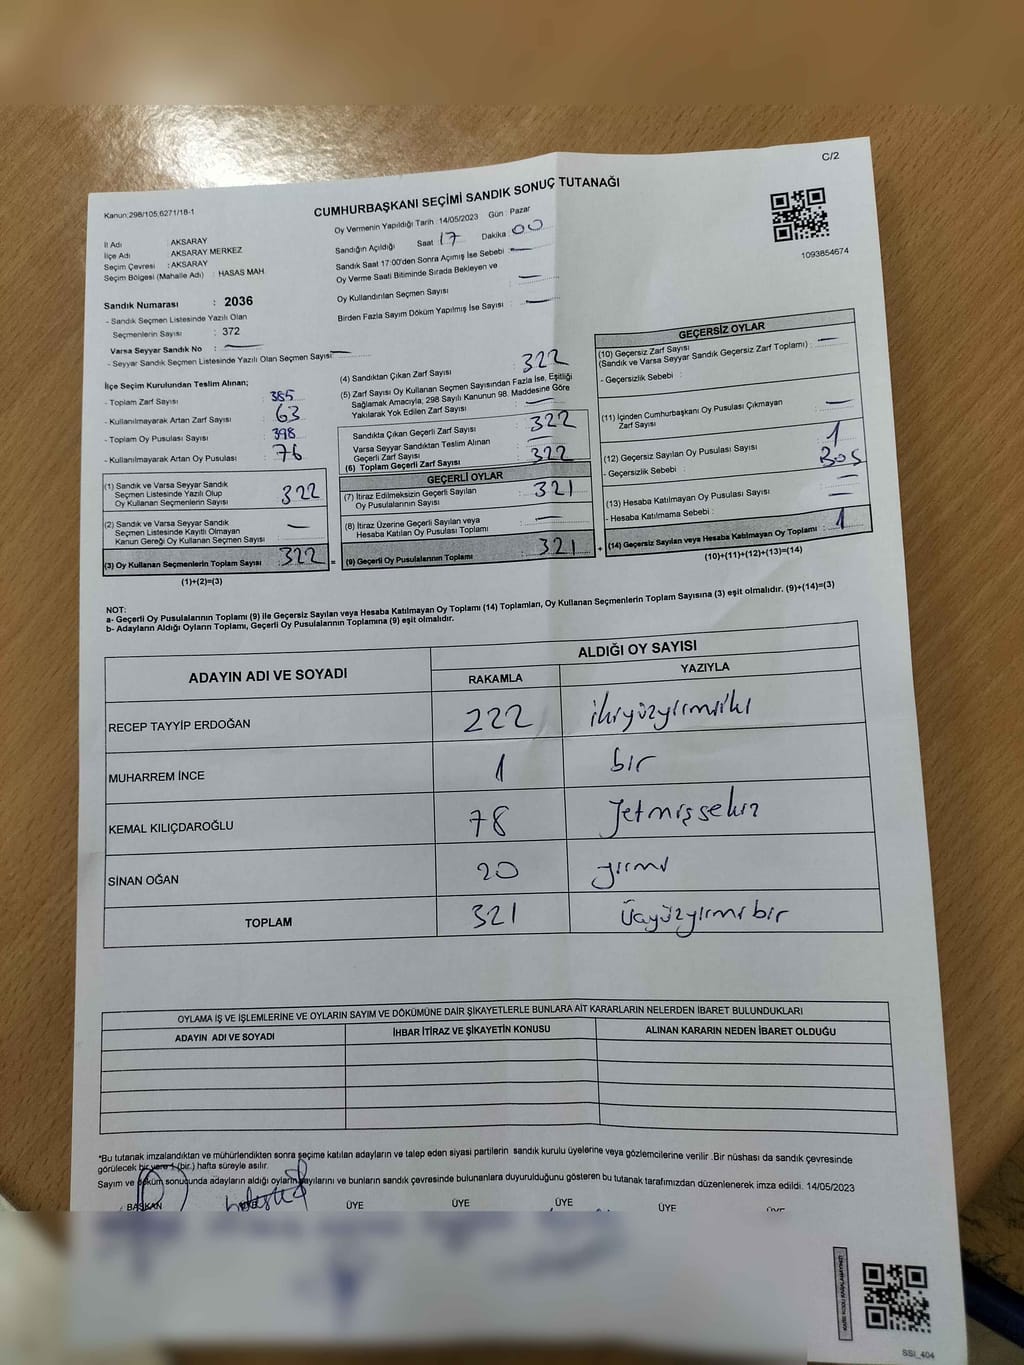 C/2
Kanun:298/105,6271/18-1
CUMHURBAŞKANI SEÇİMİ SANDIK SONUÇ TUTANAĞI
1093854674
İl Adı : AKSARAY
İlçe Adı : AKSARAY MERKEZ
Seçim Çevresi : AKSARAY
Seçim Bölgesi (Mahalle Adı) : HASAS MAH
Oy Vermenin Yapıldığı Tarih : 14/05/2023 Gün : Pazar
Sandığın Açıldığı Saat 17 Dakika 00
Sandık Saat 17:00'den Sonra Açımış İse Sebebi : —
Oy Verme Saati Bitiminde Sırada Bekleyen ve
Oy Kullandırılan Seçmen Sayısı : —
Birden Fazla Sayım Döküm Yapılmış İse Sayısı : —
Sandık Numarası : 2036
- Sandık Seçmen Listesinde Yazılı Olan
Seçmenlerin Sayısı : 372
Varsa Seyyar Sandık No : —
- Seyyar Sandık Seçmen Listesinde Yazılı Olan Seçmen Sayısı: —
İlçe Seçim Kurulundan Teslim Alınan;
- Toplam Zarf Sayısı : 385
- Kullanılmayarak Artan Zarf Sayısı : 63
- Toplam Oy Pusulası Sayısı : 398
- Kullanılmayarak Artan Oy Pusulası : 76
(1) Sandık ve Varsa Seyyar Sandık
Seçmen Listesinde Yazılı Olup
Oy Kullanan Seçmenlerin Sayısı : 322
(2) Sandık ve Varsa Seyyar Sandık
Seçmen Listesinde Kayıtlı Olmayan
Kanun Gereği Oy Kullanan Seçmen Sayısı : —
(3) Oy Kullanan Seçmenlerin Toplam Sayısı : 322 =
(1)+(2)=(3)
(4) Sandıktan Çıkan Zarf Sayısı : 322
(5) Zarf Sayısı Oy Kullanan Seçmen Sayısından Fazla İse, Eşitliği
Sağlamak Amacıyla, 298 Sayılı Kanunun 98. Maddesine Göre
Yakılarak Yok Edilen Zarf Sayısı : —
Sandıkta Çıkan Geçerli Zarf Sayısı : 322
Varsa Seyyar Sandıktan Teslim Alınan
Geçerli Zarf Sayısı : —
(6) Toplam Geçerli Zarf Sayısı : 322
GEÇERLİ OYLAR
(7) İtiraz Edilmeksizin Geçerli Sayılan
Oy Pusulalarının Sayısı : 321
(8) İtiraz Üzerine Geçerli Sayılan veya
Hesaba Katılan Oy Pusulası Toplamı : —
(9) Geçerli Oy Pusulalarının Toplamı : 321 +
GEÇERSİZ OYLAR
(10) Geçersiz Zarf Sayısı : —
(Sandık ve Varsa Seyyar Sandık Geçersiz Zarf Toplamı)
- Geçersizlik Sebebi :
(11) İçinden Cumhurbaşkanı Oy Pusulası Çıkmayan
Zarf Sayısı : —
(12) Geçersiz Sayılan Oy Pusulası Sayısı : 1
- Geçersizlik Sebebi : BOŞ
(13) Hesaba Katılmayan Oy Pusulası Sayısı : —
- Hesaba Katılmama Sebebi : —
(14) Geçersiz Sayılan veya Hesaba Katılmayan Oy Toplamı : 1
(10)+(11)+(12)+(13)=(14)
NOT:
a- Geçerli Oy Pusulalarının Toplamı (9) ile Geçersiz Sayılan veya Hesaba Katılmayan Oy Toplamı (14) Toplamları, Oy Kullanan Seçmenlerin Toplam Sayısına (3) eşit olmalıdır. (9)+(14)=(3)
b- Adayların Aldığı Oyların Toplamı, Geçerli Oy Pusulalarının Toplamına (9) eşit olmalıdır.
ADAYIN ADI VE SOYADI
ALDIĞI OY SAYISI
RAKAMLA YAZIYLA
RECEP TAYYİP ERDOĞAN 222 ikiyüzyirmiiki
MUHARREM İNCE 1 bir
KEMAL KILIÇDAROĞLU 78 Yetmişsekiz
SİNAN OĞAN 20 yirmi
TOPLAM 321 Üçyüzyirmibir
OYLAMA İŞ VE İŞLEMLERİNE VE OYLARIN SAYIM VE DÖKÜMÜNE DAİR ŞİKAYETLERLE BUNLARA AİT KARARLARIN NELERDEN İBARET BULUNDUKLARI
ADAYIN ADI VE SOYADI İHBAR İTİRAZ VE ŞİKAYETİN KONUSU ALINAN KARARIN NEDEN İBARET OLDUĞU
*Bu tutanak imzalandıktan ve mühürlendikten sonra seçime katılan adayların ve talep eden siyasi partilerin sandık kurulu üyelerine veya gözlemcilerine verilir .Bir nüshası da sandık çevresinde
görülecek bir yere 1 (bir.) hafta süreyle asılır.
Sayım ve döküm sonucunda adayların aldığı oyların sayılarını ve bunların sandık çevresinde bulunanlara duyurulduğunu gösteren bu tutanak tarafımızdan düzenlenerek imza edildi. 14/05/2023
BAŞKAN ÜYE ÜYE ÜYE ÜYE ÜYE
SSI_404